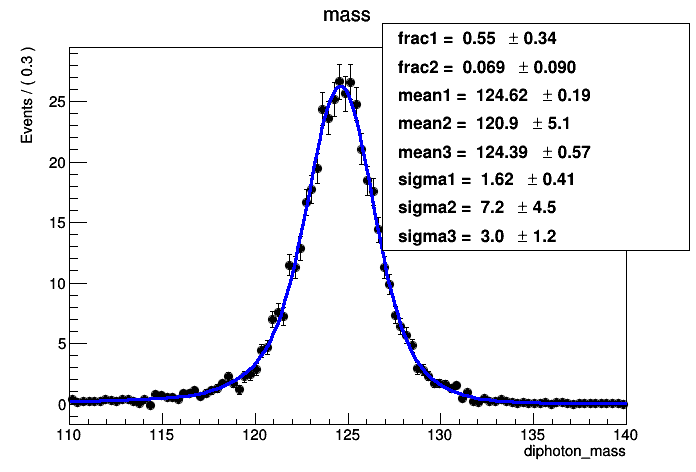 mass
frac1 = 0.55 ± 0.34
frac2 = 0.069 ± 0.090
mean1 = 124.62 ± 0.19
mean2 = 120.9 ± 5.1
mean3 = 124.39 ± 0.57
sigma1 = 1.62 ± 0.41
sigma2 = 7.2 ± 4.5
sigma3 = 3.0 ± 1.2
Events / ( 0.3 )
25
20
15
10
5
0
110 115 120 125 130 135 140
diphoton_mass